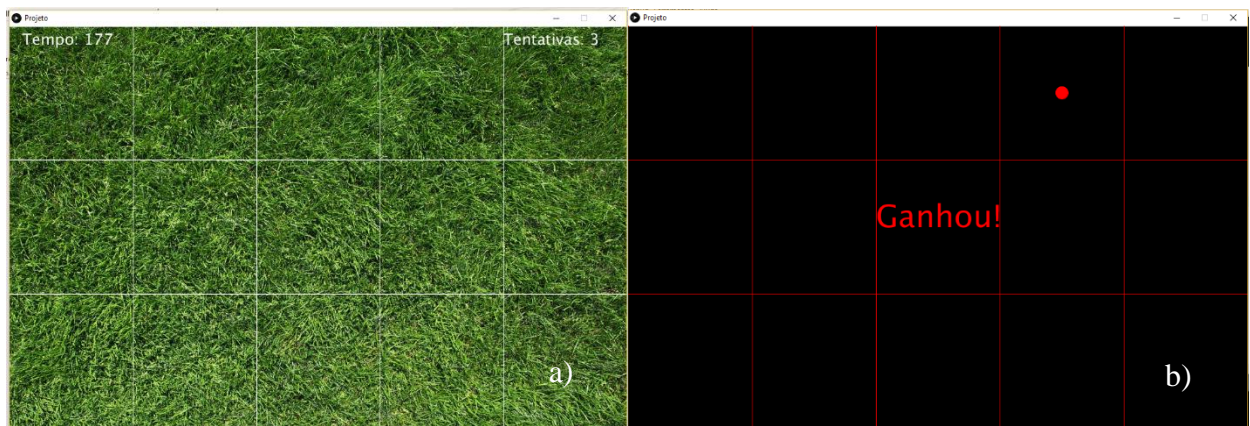 Projeto
Tempo: 177
Tentativas: 3
a)
Projeto
Ganhou!
b)